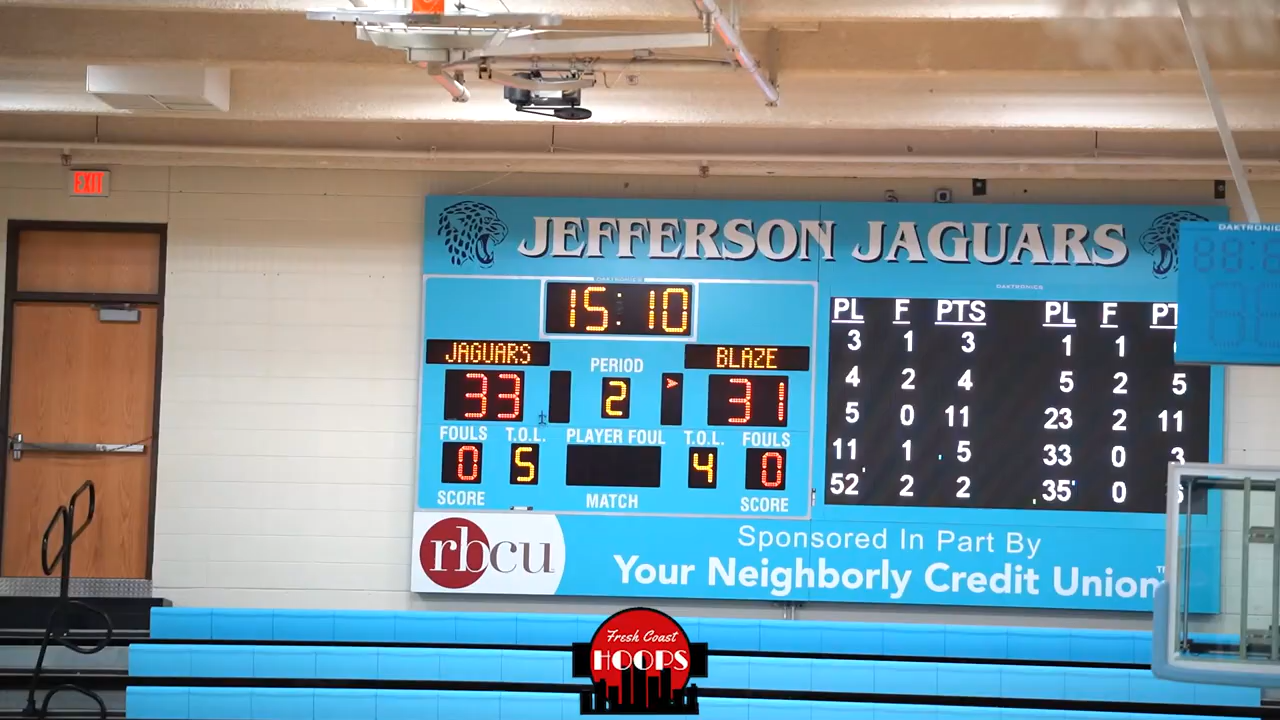 EXIT
JEFFERSON JAGUARS
DAKTRONICS
DAKTRONICS
15:10
JAGUARS
BLAZE
PERIOD
33
2
31
FOULS T.O.L. PLAYER FOUL T.O.L. FOULS
0 5 4 0
SCORE MATCH SCORE
PL F PTS PL F
3 1 3 1 1
4 2 4 5 2 5
5 0 11 23 2 11
11 1 5 33 0 3
52 2 2 35 0
rbcu
Sponsored In Part By
Your Neighborly Credit Union
Fresh Coast
HOOPS